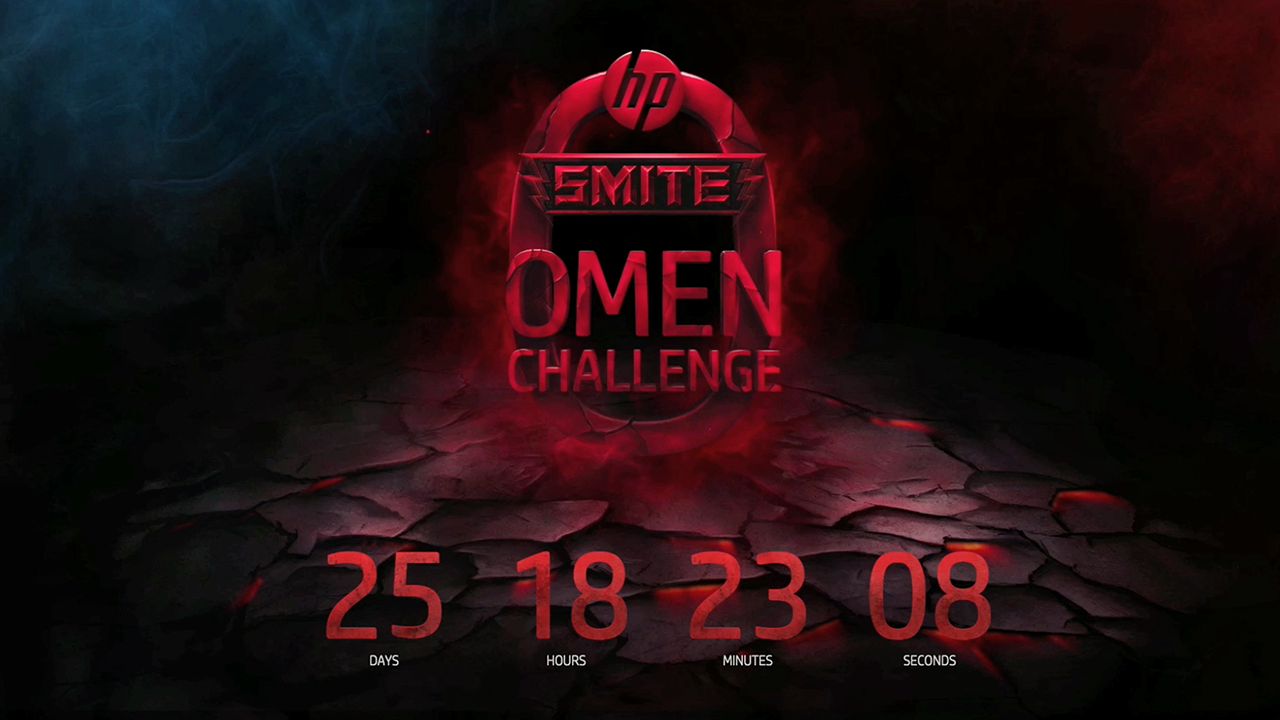 hp
SMITE
OMEN
CHALLENGE
25 18 23 08
DAYS HOURS MINUTES SECONDS